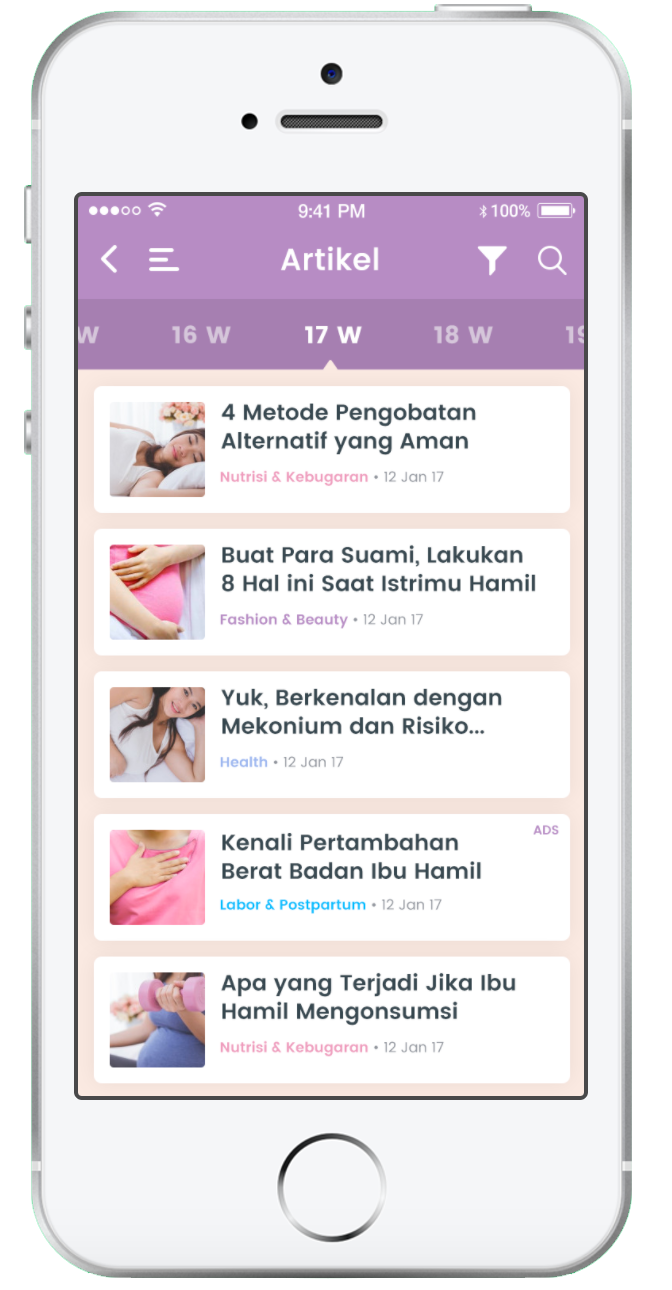 9:41 PM
100%
Artikel
W
16 W
17 W
18 W
19
4 Metode Pengobatan
Alternatif yang Aman
Nutrisi & Kebugaran • 12 Jan 17
Buat Para Suami, Lakukan
8 Hal ini Saat Istrimu Hamil
Fashion & Beauty • 12 Jan 17
Yuk, Berkenalan dengan
Mekonium dan Risiko...
Health • 12 Jan 17
ADS
Kenali Pertambahan
Berat Badan Ibu Hamil
Labor & Postpartum • 12 Jan 17
Apa yang Terjadi Jika Ibu
Hamil Mengonsumsi
Nutrisi & Kebugaran • 12 Jan 17